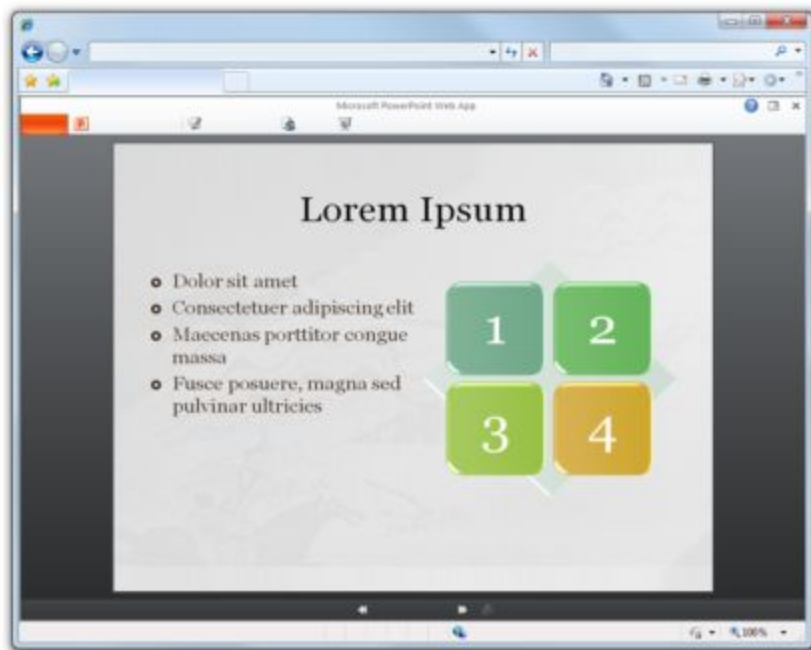 Microsoft PowerPoint Web App
Lorem Ipsum
Dolor sit amet
Consectetuer adipiscing elit
Maecenas porttitor congue
massa
Fusce posuere, magna sed
pulvinar ultricies
1
2
3
4
100%